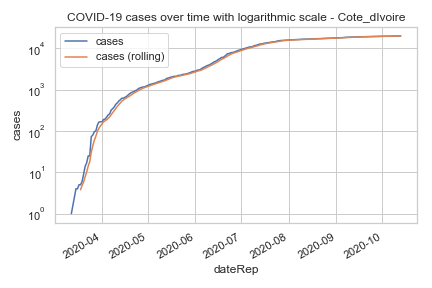 COVID-19 cases over time with logarithmic scale - Cote_dIvoire
cases
cases (rolling)
10⁴
10³
10²
10¹
10⁰
cases
2020-04
2020-05
2020-06
2020-07
2020-08
2020-09
2020-10
dateRep